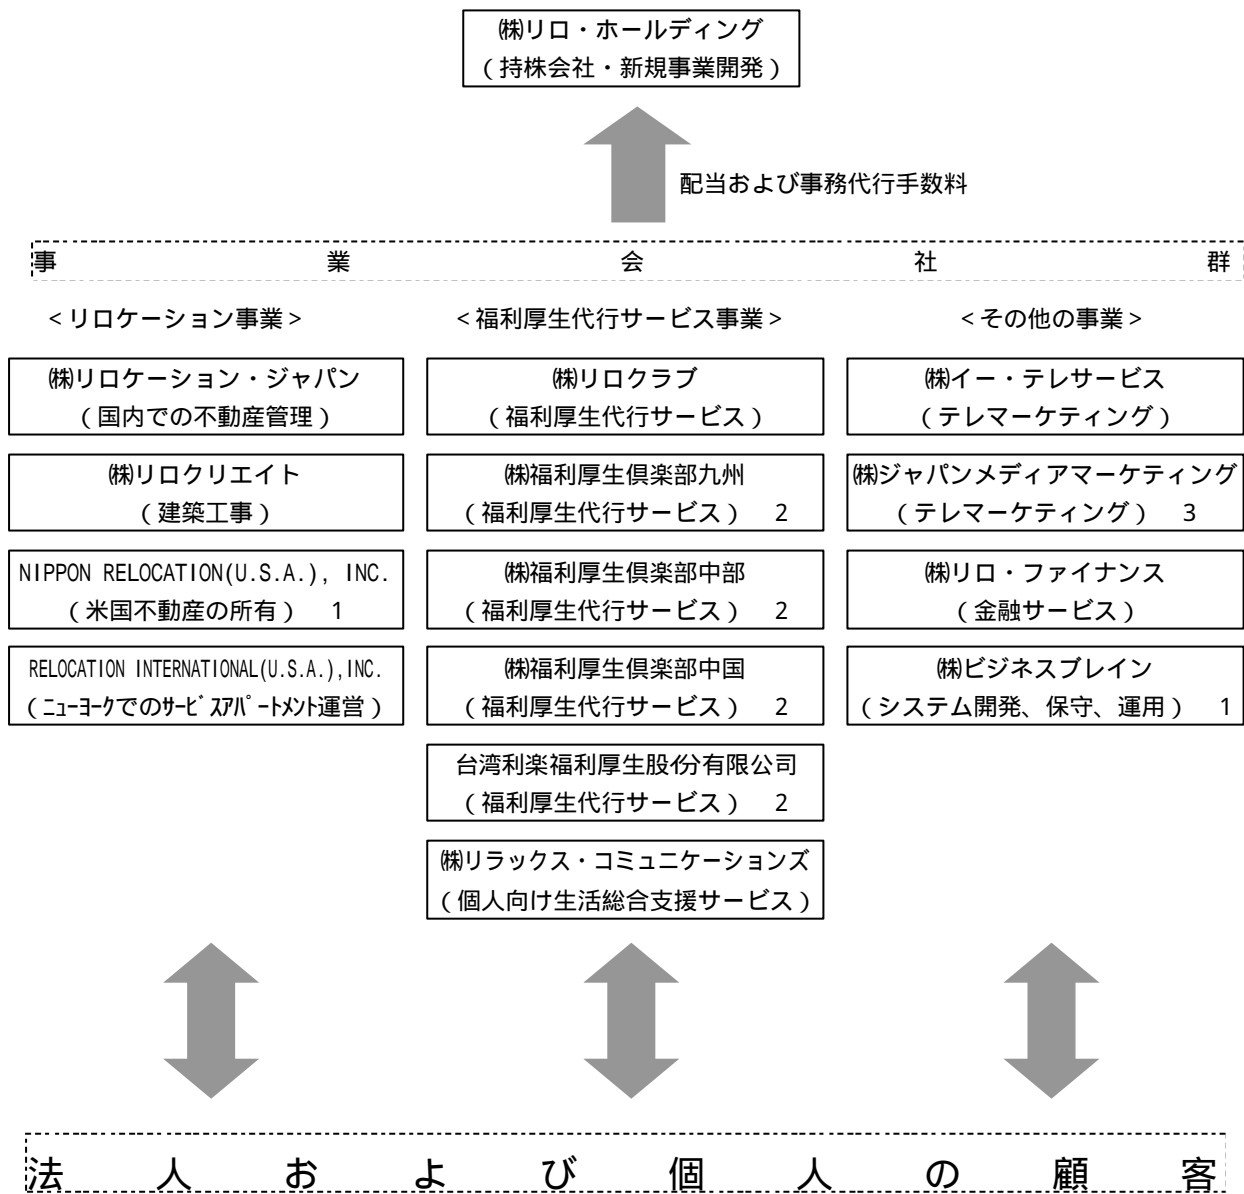 ㈱リロ・ホールディング
（持株会社・新規事業開発）
配当および事務代行手数料
事業会社群
＜リロケーション事業＞
㈱リロケーション・ジャパン
（国内での不動産管理）
㈱リロクリエイト
（建築工事）
NIPPON RELOCATION(U.S.A.), INC.
（米国不動産の所有） 1
RELOCATION INTERNATIONAL(U.S.A.),INC.
（ﾆｭｰﾖｰｸでのｻｰﾋﾞｽｱﾊﾟｰﾄﾒﾝﾄ運営）
＜福利厚生代行サービス事業＞
㈱リロクラブ
（福利厚生代行サービス）
㈱福利厚生倶楽部九州
（福利厚生代行サービス） 2
㈱福利厚生倶楽部中部
（福利厚生代行サービス） 2
㈱福利厚生倶楽部中国
（福利厚生代行サービス） 2
台湾利楽福利厚生股份有限公司
（福利厚生代行サービス） 2
㈱リラックス・コミュニケーションズ
（個人向け生活総合支援サービス）
＜その他の事業＞
㈱イー・テレサービス
（テレマーケティング）
㈱ジャパンメディアマーケティング
（テレマーケティング） 3
㈱リロ・ファイナンス
（金融サービス）
㈱ビジネスブレイン
（システム開発、保守、運用） 1
法人および個人の顧客